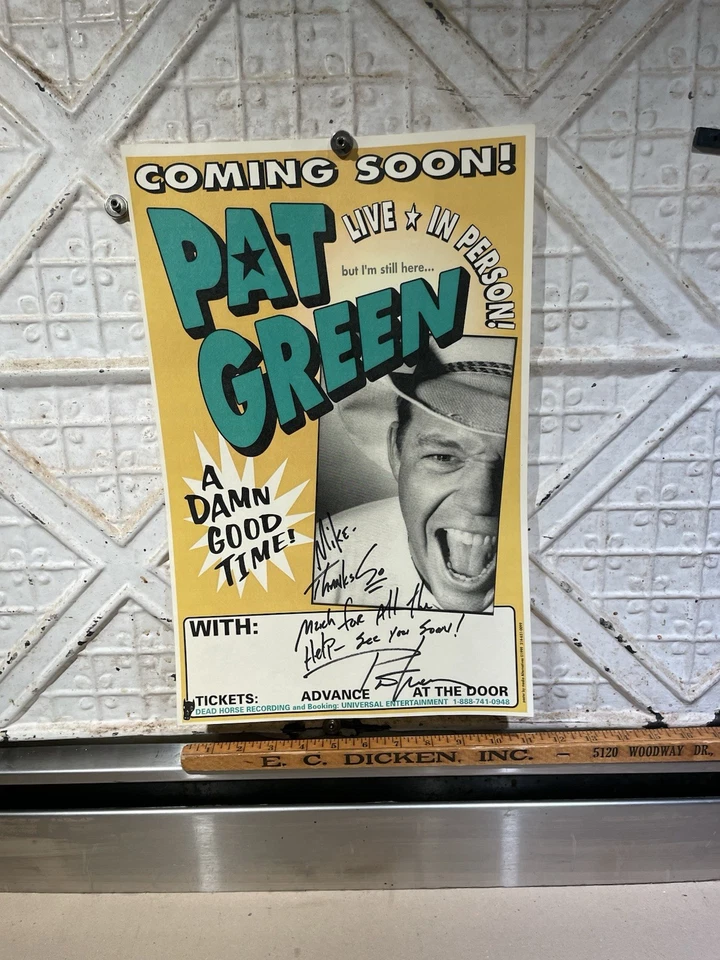 COMING SOON!
PAT
LIVE ★ IN PERSON!
but I'm still here...
GREEN
A
DAMN
GOOD
TIME!
Mike-
Thanks So
Much for All the
Help- See You Soon!
Pat Green
WITH:
TICKETS: ADVANCE AT THE DOOR
DEAD HORSE RECORDING and Booking: UNIVERSAL ENTERTAINMENT 1-888-741-0948
E. C. DICKEN, INC. — 5120 WOODWAY DR.,